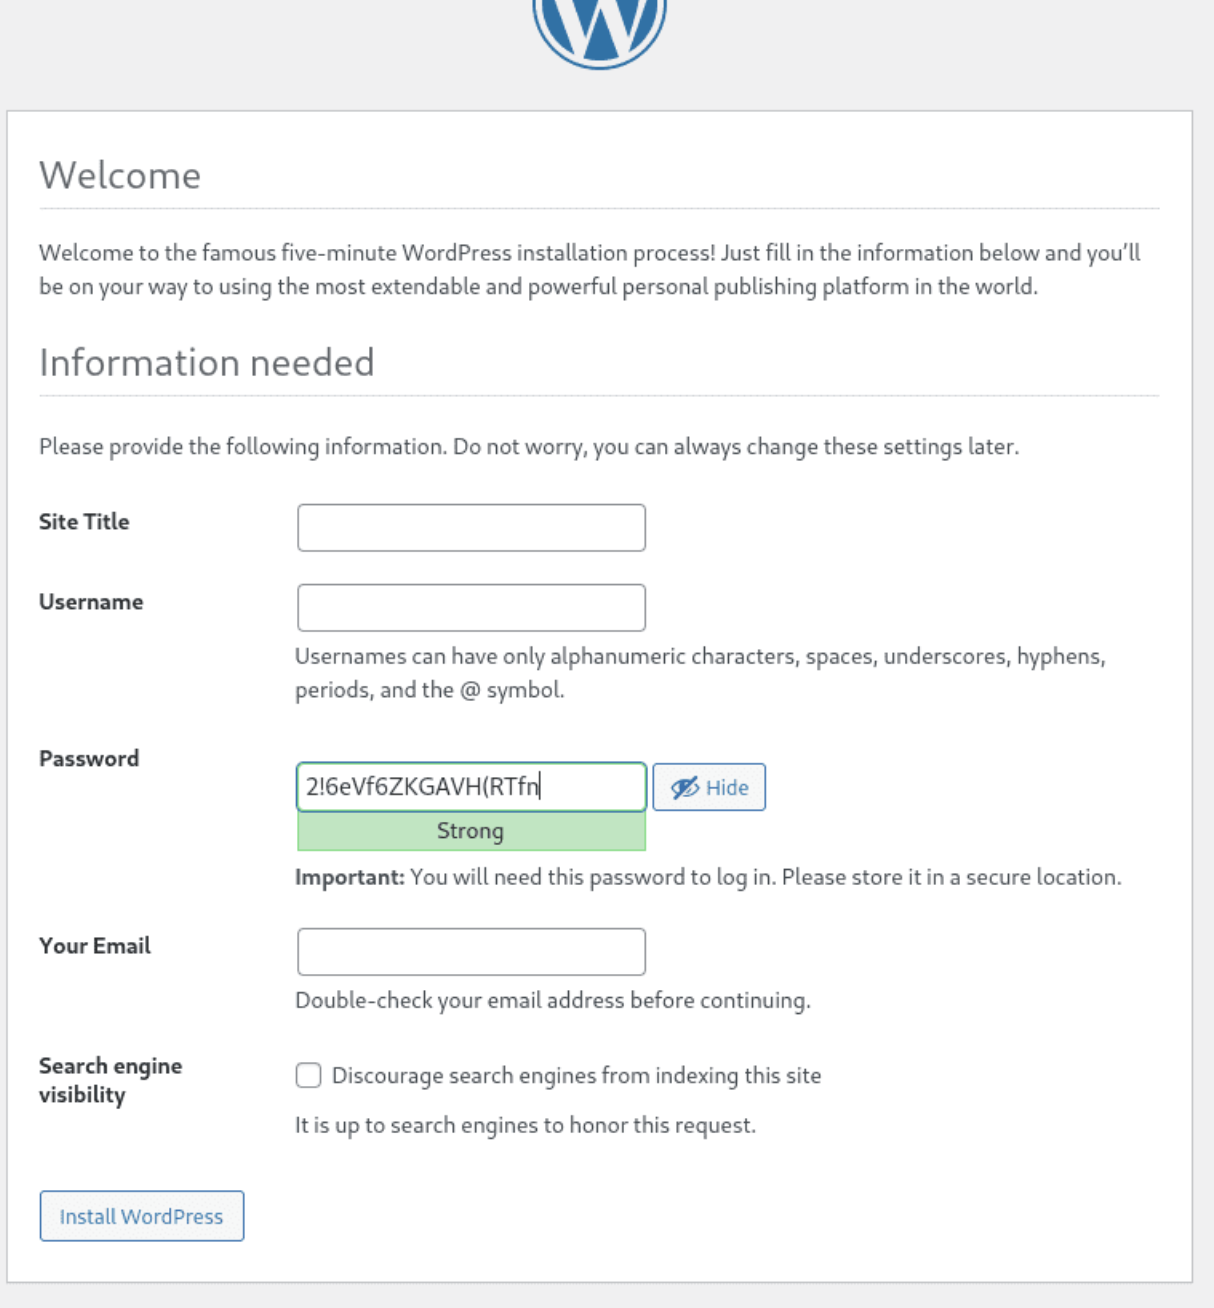 Welcome
Welcome to the famous five-minute WordPress installation process! Just fill in the information below and you’ll
be on your way to using the most extendable and powerful personal publishing platform in the world.
Information needed
Please provide the following information. Do not worry, you can always change these settings later.
Site Title
Username
Usernames can have only alphanumeric characters, spaces, underscores, hyphens,
periods, and the @ symbol.
Password
2!6eVf6ZKGAVH(RTfn
Hide
Strong
Important: You will need this password to log in. Please store it in a secure location.
Your Email
Double-check your email address before continuing.
Search engine
visibility
Discourage search engines from indexing this site
It is up to search engines to honor this request.
Install WordPress